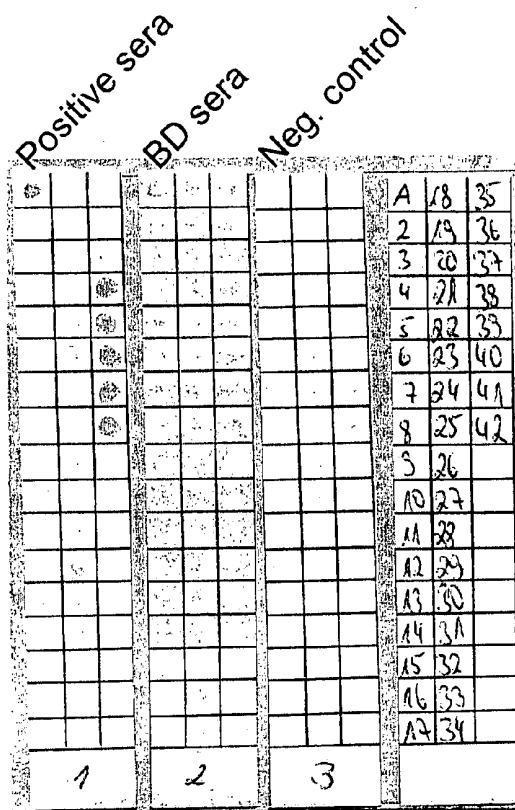 Positive sera
BD sera
Neg. control
A 18 35
2 19 36
3 20 37
4 21 38
5 22 39
6 23 40
7 24 41
8 25 42
9 26
10 27
11 28
12 29
13 30
14 31
15 32
16 33
17 34
1 2 3